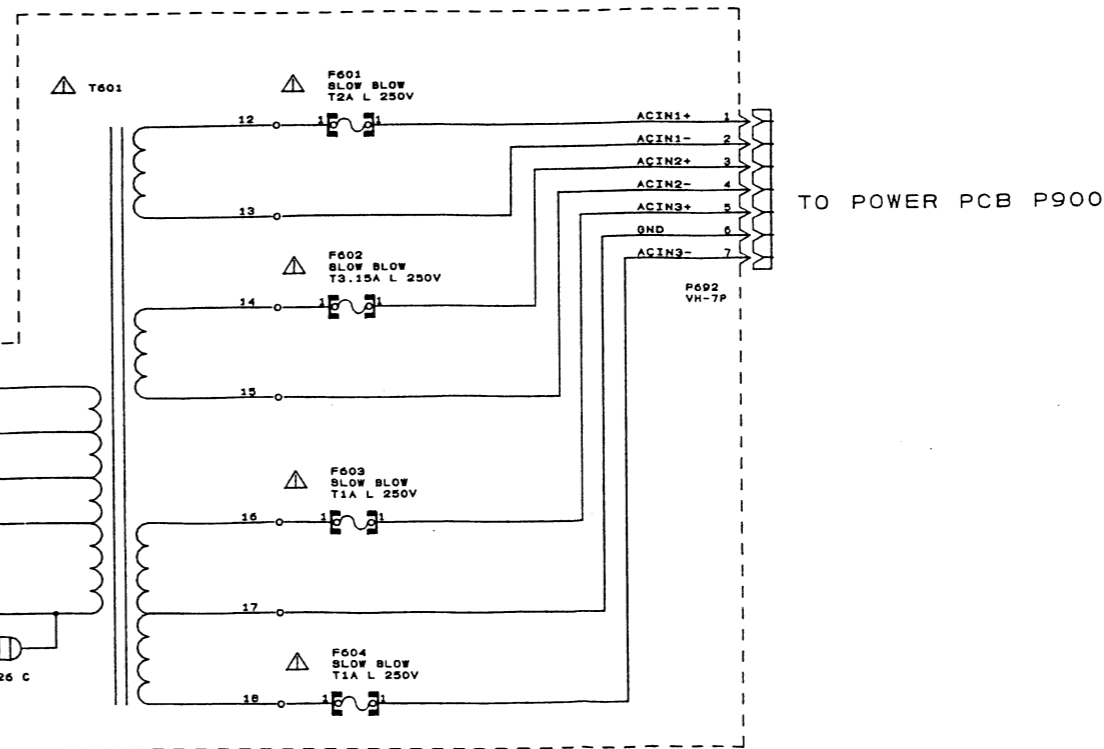 T601
F601
SLOW BLOW
T2A L 250V
12
1 1
ACIN1+ 1
ACIN1- 2
ACIN2+ 3
ACIN2- 4
ACIN3+ 5
GND 6
ACIN3- 7
TO POWER PCB P900
P692
VH-7P
13
F602
SLOW BLOW
T3.15A L 250V
14
1 1
15
F603
SLOW BLOW
T1A L 250V
16
1 1
17
F604
SLOW BLOW
T1A L 250V
18
1 1
26 C